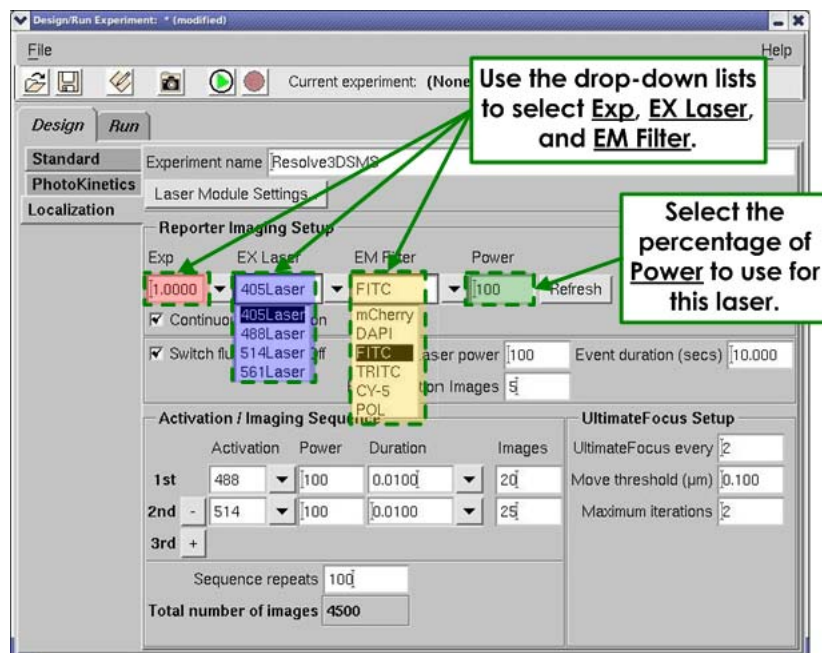 Design/Run Experiment: * (modified)
File Help
Current experiment: (None
Use the drop-down lists
to select Exp, EX Laser,
and EM Filter.
Design Run
Standard
PhotoKinetics
Localization
Experiment name Resolve3DSMS
Laser Module Settings...
Select the
percentage of
Power to use for
this laser.
Reporter Imaging Setup
Exp EX Laser EM Filter Power
1.0000 405Laser FITC 100 Refresh
405Laser
488Laser
514Laser
561Laser
mCherry
DAPI
FITC
TRITC
CY-5
POL
Continuo on
Switch flu Off aser power 100 Event duration (secs) 10.000
tion Images 5
Activation / Imaging Sequence
Activation Power Duration Images
1st 488 100 0.0100 20
2nd - 514 100 0.0100 25
3rd +
Sequence repeats 100
Total number of images 4500
UltimateFocus Setup
UltimateFocus every 2
Move threshold (µm) 0.100
Maximum iterations 2